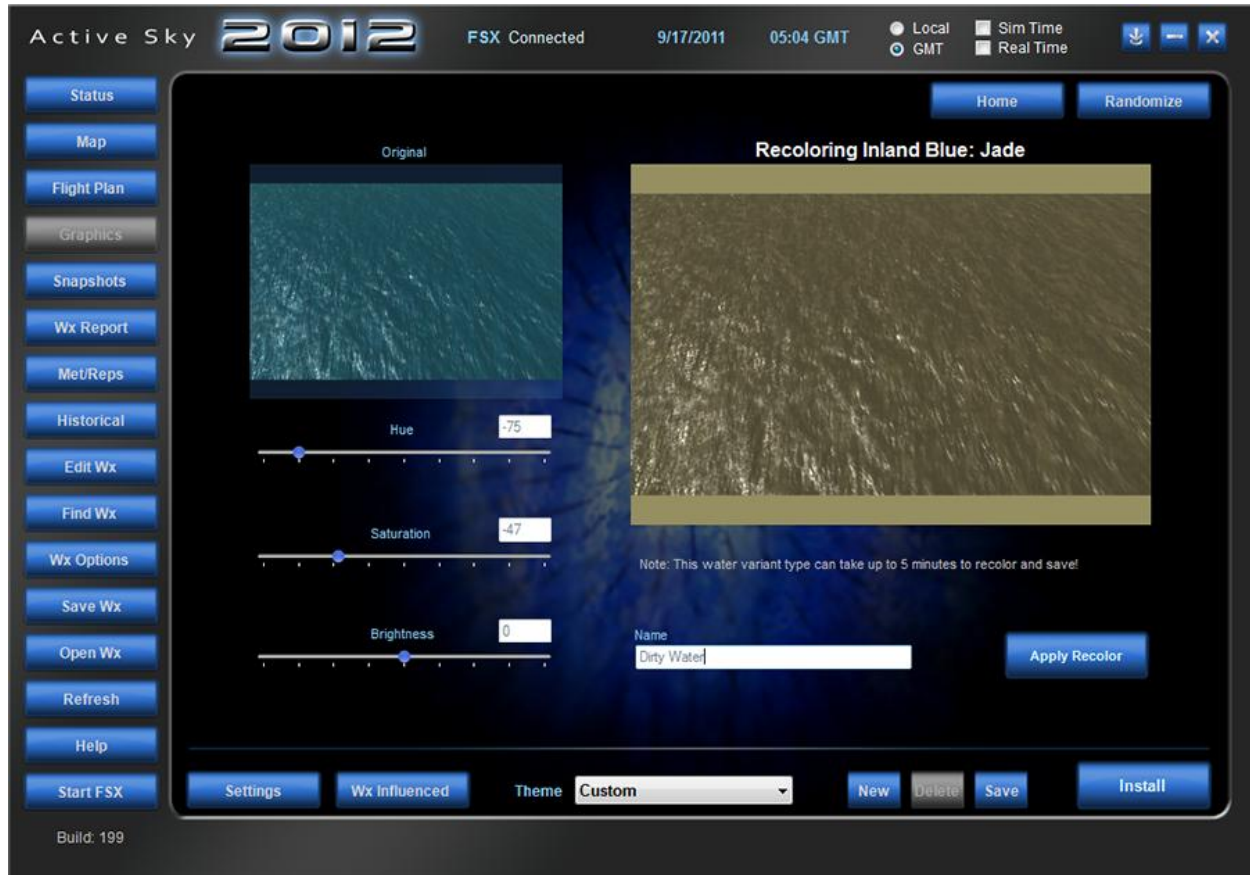 Active Sky 2012
FSX Connected
9/17/2011
05:04 GMT
Local
GMT
Sim Time
Real Time
Status
Map
Flight Plan
Graphics
Snapshots
Wx Report
Met/Reps
Historical
Edit Wx
Find Wx
Wx Options
Save Wx
Open Wx
Refresh
Help
Start FSX
Build: 199
Home
Randomize
Original
Recoloring Inland Blue: Jade
Hue
-75
Saturation
-47
Brightness
0
Note: This water variant type can take up to 5 minutes to recolor and save!
Name
Dirty Water
Apply Recolor
Settings
Wx Influenced
Theme
Custom
New
Delete
Save
Install